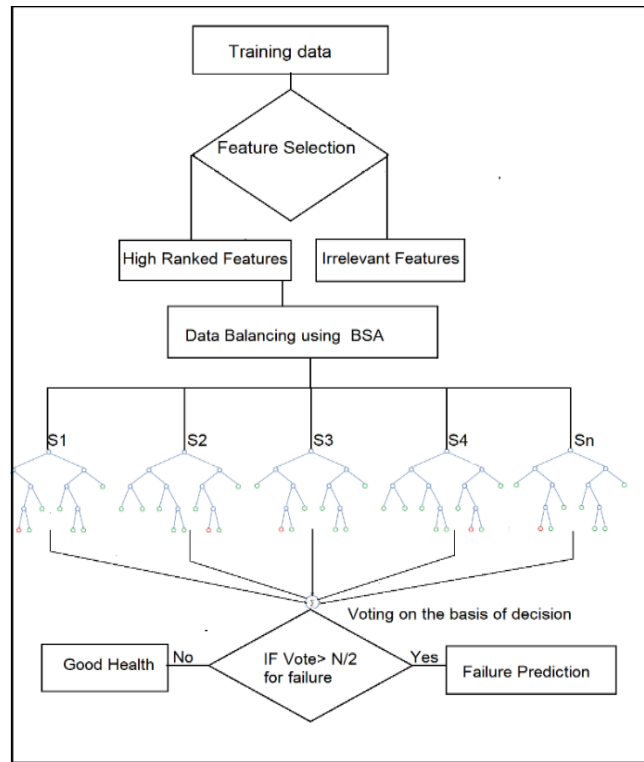 Training data
Feature Selection
High Ranked Features
Irrelevant Features
Data Balancing using BSA
S1
S2
S3
S4
Sn
Σ
Voting on the basis of decision
Good Health
No
IF Vote> N/2
for failure
Yes
Failure Prediction